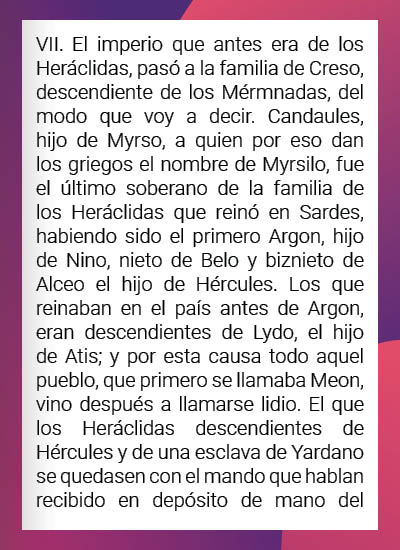 VII. El imperio que antes era de los
Heráclidas, pasó a la familia de Creso,
descendiente de los Mérmnadas, del
modo que voy a decir. Candaules,
hijo de Myrso, a quien por eso dan
los griegos el nombre de Myrsilo, fue
el último soberano de la familia de
los Heráclidas que reinó en Sardes,
habiendo sido el primero Argon, hijo
de Nino, nieto de Belo y biznieto de
Alceo el hijo de Hércules. Los que
reinaban en el país antes de Argon,
eran descendientes de Lydo, el hijo
de Atis; y por esta causa todo aquel
pueblo, que primero se llamaba Meon,
vino después a llamarse lidio. El que
los Heráclidas descendientes de
Hércules y de una esclava de Yardano
se quedasen con el mando que hablan
recibido en depósito de mano del